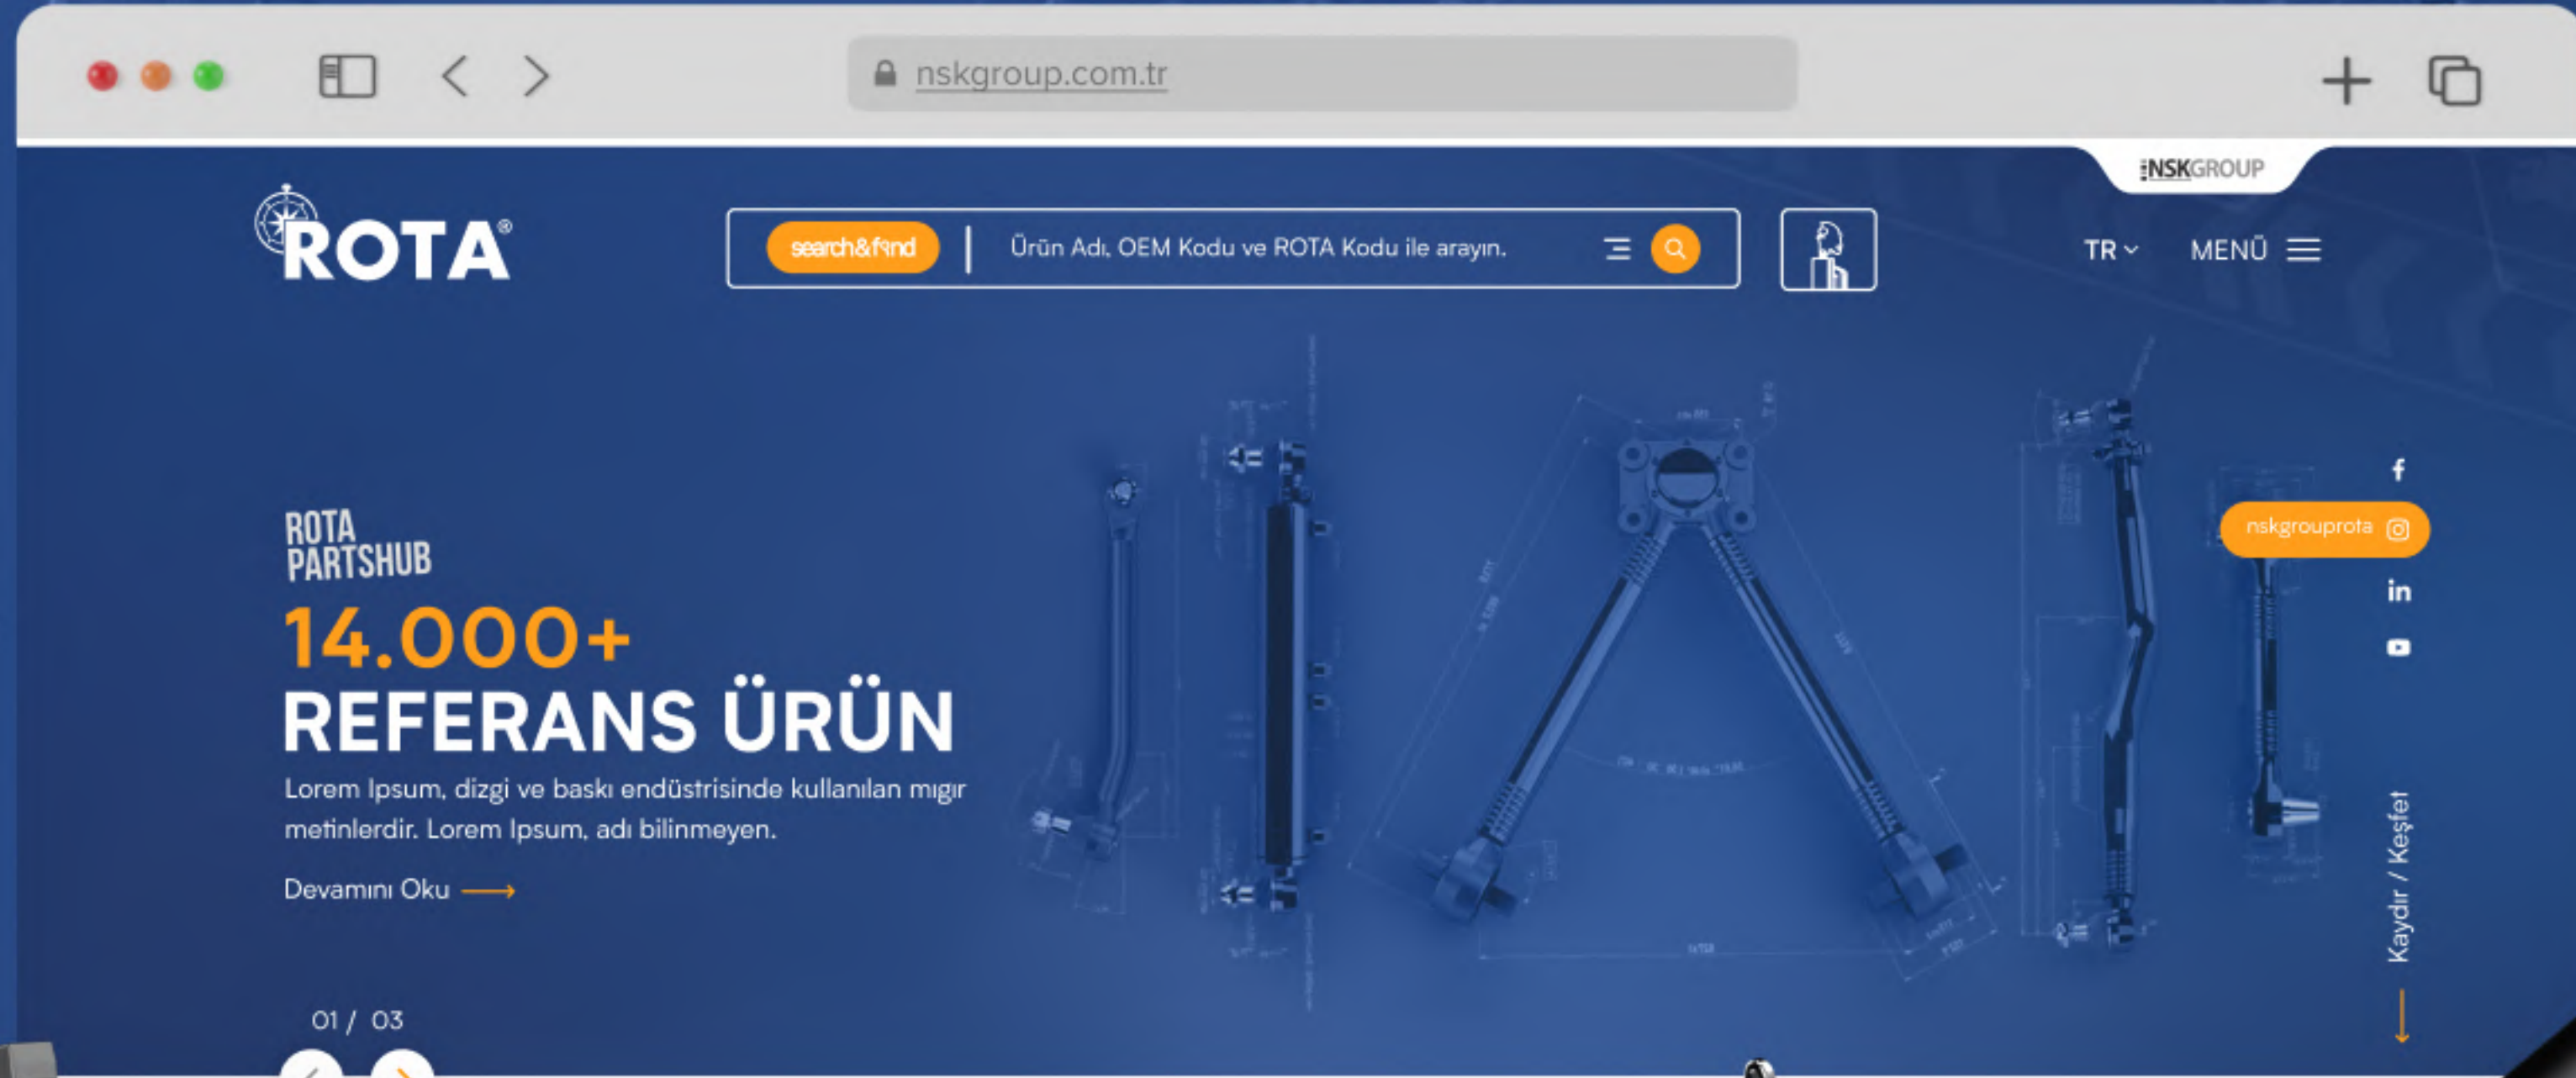 nskgroup.com.tr
NSKGROUP
ROTA®
search&find
Ürün Adı, OEM Kodu ve ROTA Kodu ile arayın.
TR
MENÜ
ROTA
PARTSHUB
14.000+
REFERANS ÜRÜN
Lorem Ipsum, dizgi ve baskı endüstrisinde kullanılan mıgır
metinlerdir. Lorem Ipsum, adı bilinmeyen.
Devamını Oku
01 / 03
f
nskgrouprota
in
Kaydır / Keşfet